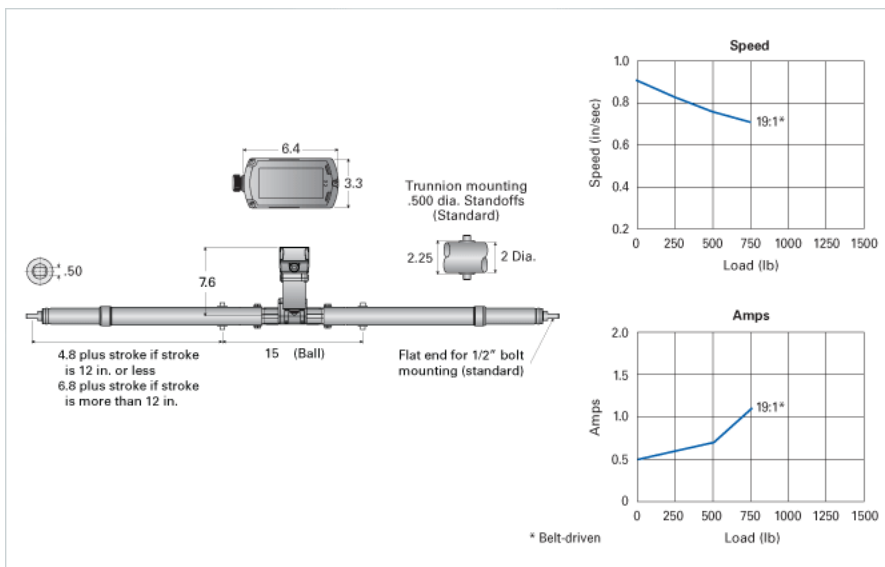 6.4
3.3
Trunnion mounting
.500 dia. Standoffs
(Standard)
2.25
2 Dia.
.50
7.6
4.8 plus stroke if stroke
is 12 in. or less
6.8 plus stroke if stroke
is more than 12 in.
15 (Ball)
Flat end for 1/2" bolt
mounting (standard)
Speed
Speed (in/sec)
1.0
0.8
0.6
0.4
0.2
19:1*
0 250 500 750 1000 1250 1500
Load (lb)
Amps
Amps
2.0
1.5
1.0
0.5
0
19:1*
0 250 500 750 1000 1250 1500
Load (lb)
* Belt-driven